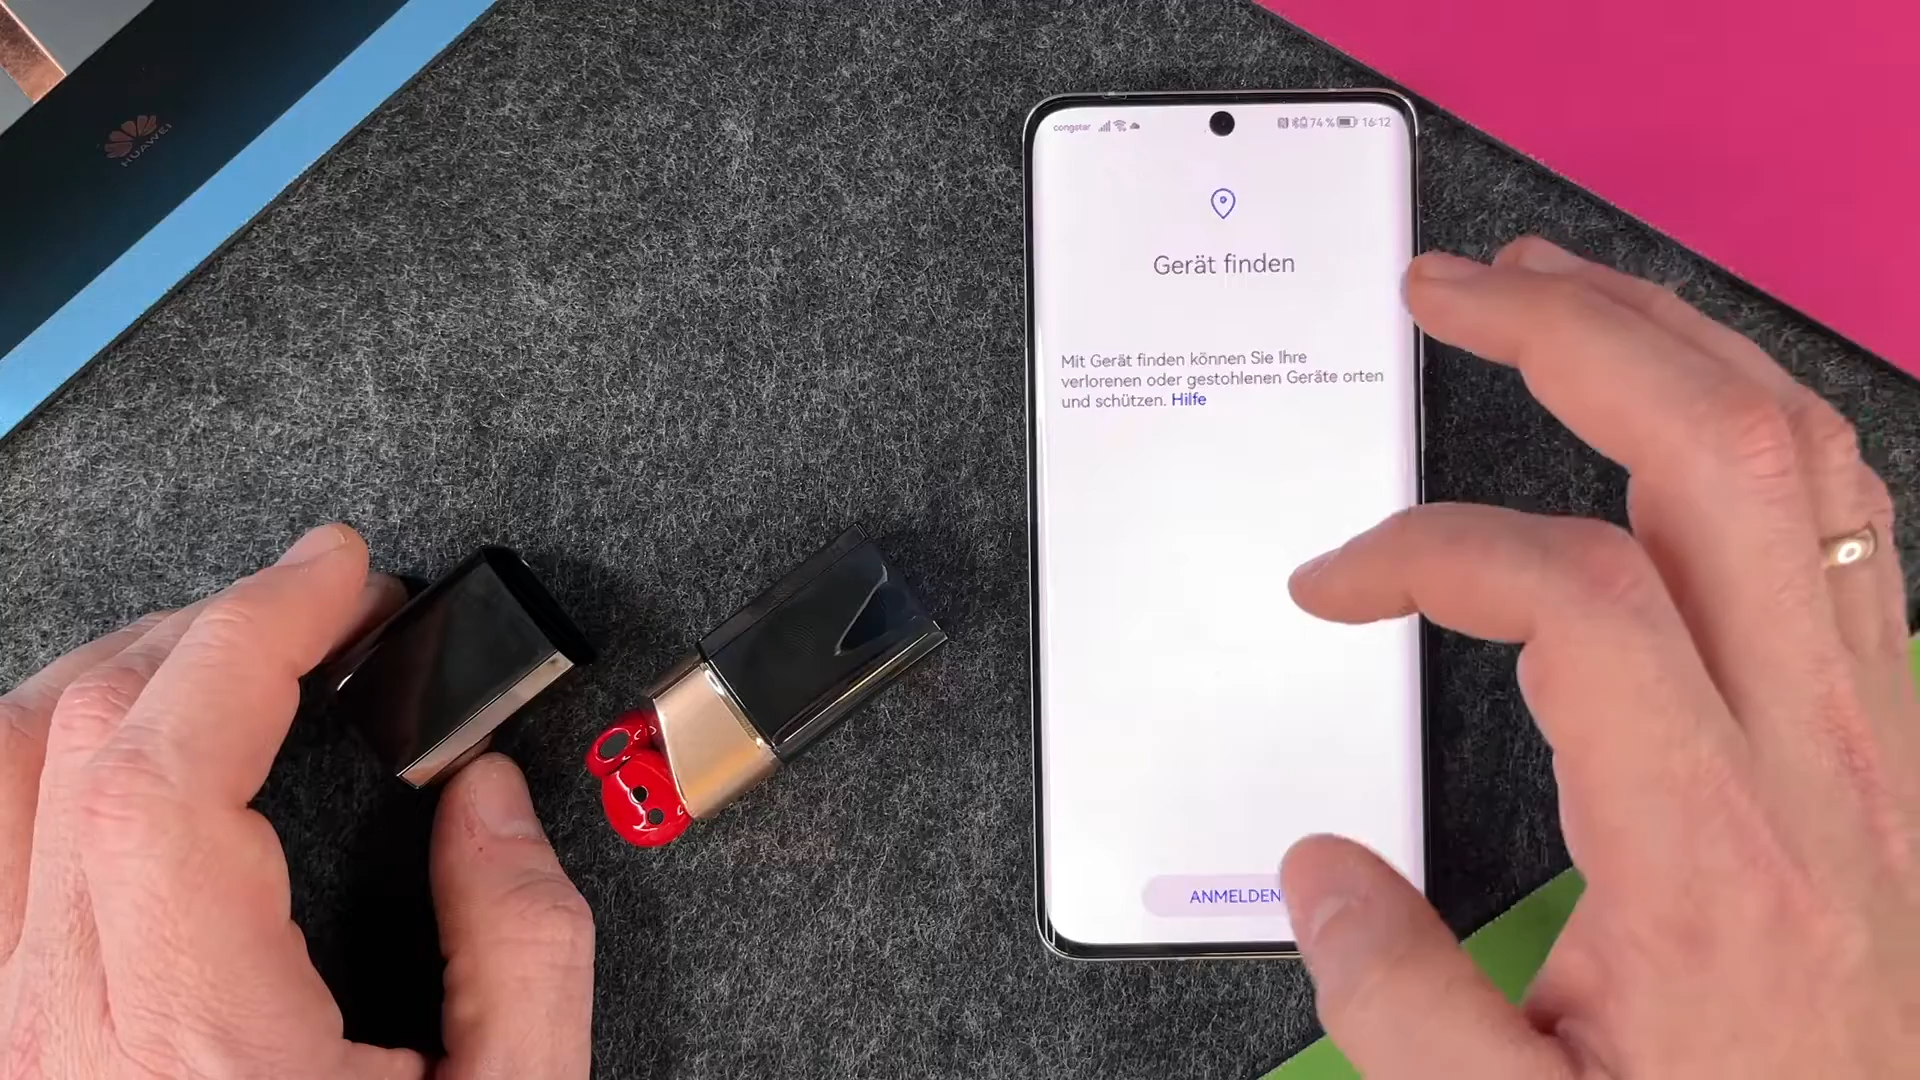 HUAWEI
congstar 74 % 16:12
Gerät finden
Mit Gerät finden können Sie Ihre
verlorenen oder gestohlenen Geräte orten
und schützen. Hilfe
ANMELDEN